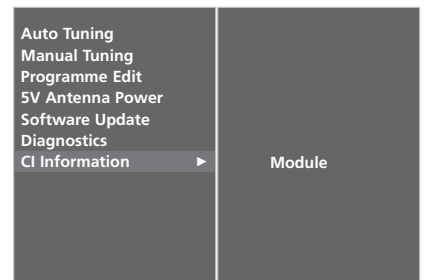 Auto Tuning
Manual Tuning
Programme Edit
5V Antenna Power
Software Update
Diagnostics
CI Information ► Module